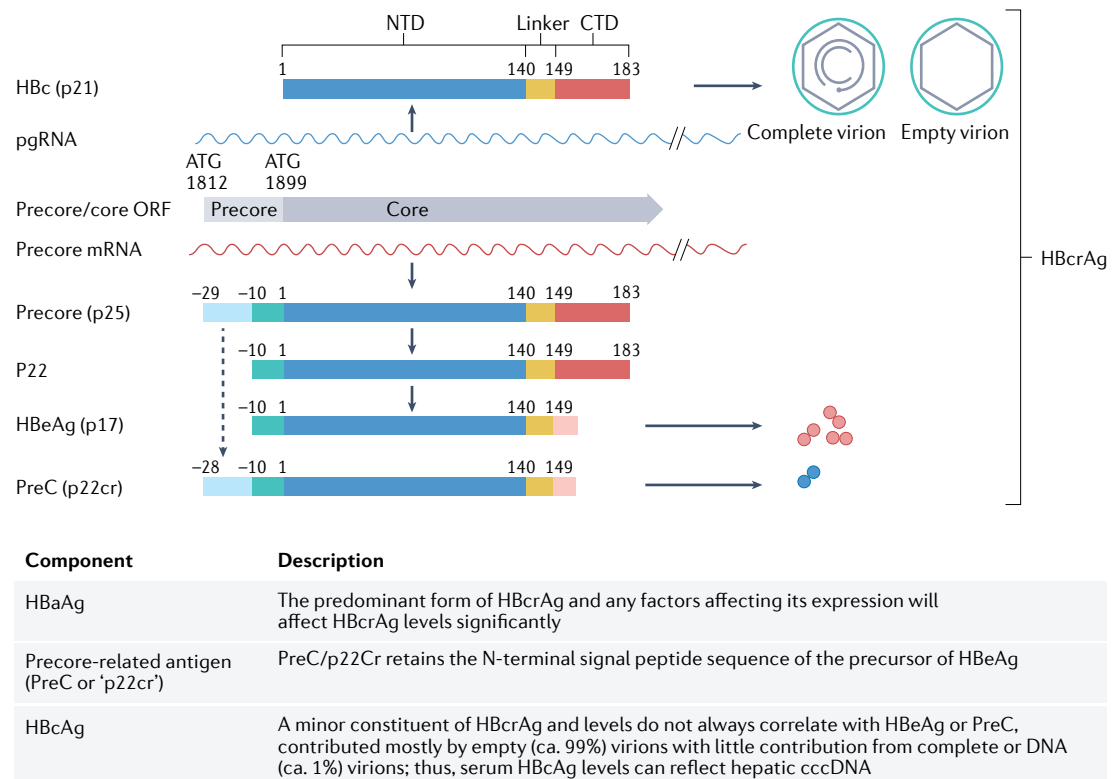 NTD Linker CTD
1 140 149 183
HBc (p21)
Complete virion Empty virion
pgRNA
ATG ATG
1812 1899
Precore/core ORF Precore Core
Precore mRNA
HBcrAg
–29 –10 1 140 149 183
Precore (p25)
–10 1 140 149 183
P22
–10 1 140 149
HBeAg (p17)
–28 –10 1 140 149
PreC (p22cr)
Component Description
HBaAg The predominant form of HBcrAg and any factors affecting its expression will
affect HBcrAg levels significantly
Precore-related antigen PreC/p22Cr retains the N-terminal signal peptide sequence of the precursor of HBeAg
(PreC or ‘p22cr’)
HBcAg A minor constituent of HBcrAg and levels do not always correlate with HBeAg or PreC,
contributed mostly by empty (ca. 99%) virions with little contribution from complete or DNA
(ca. 1%) virions; thus, serum HBcAg levels can reflect hepatic cccDNA